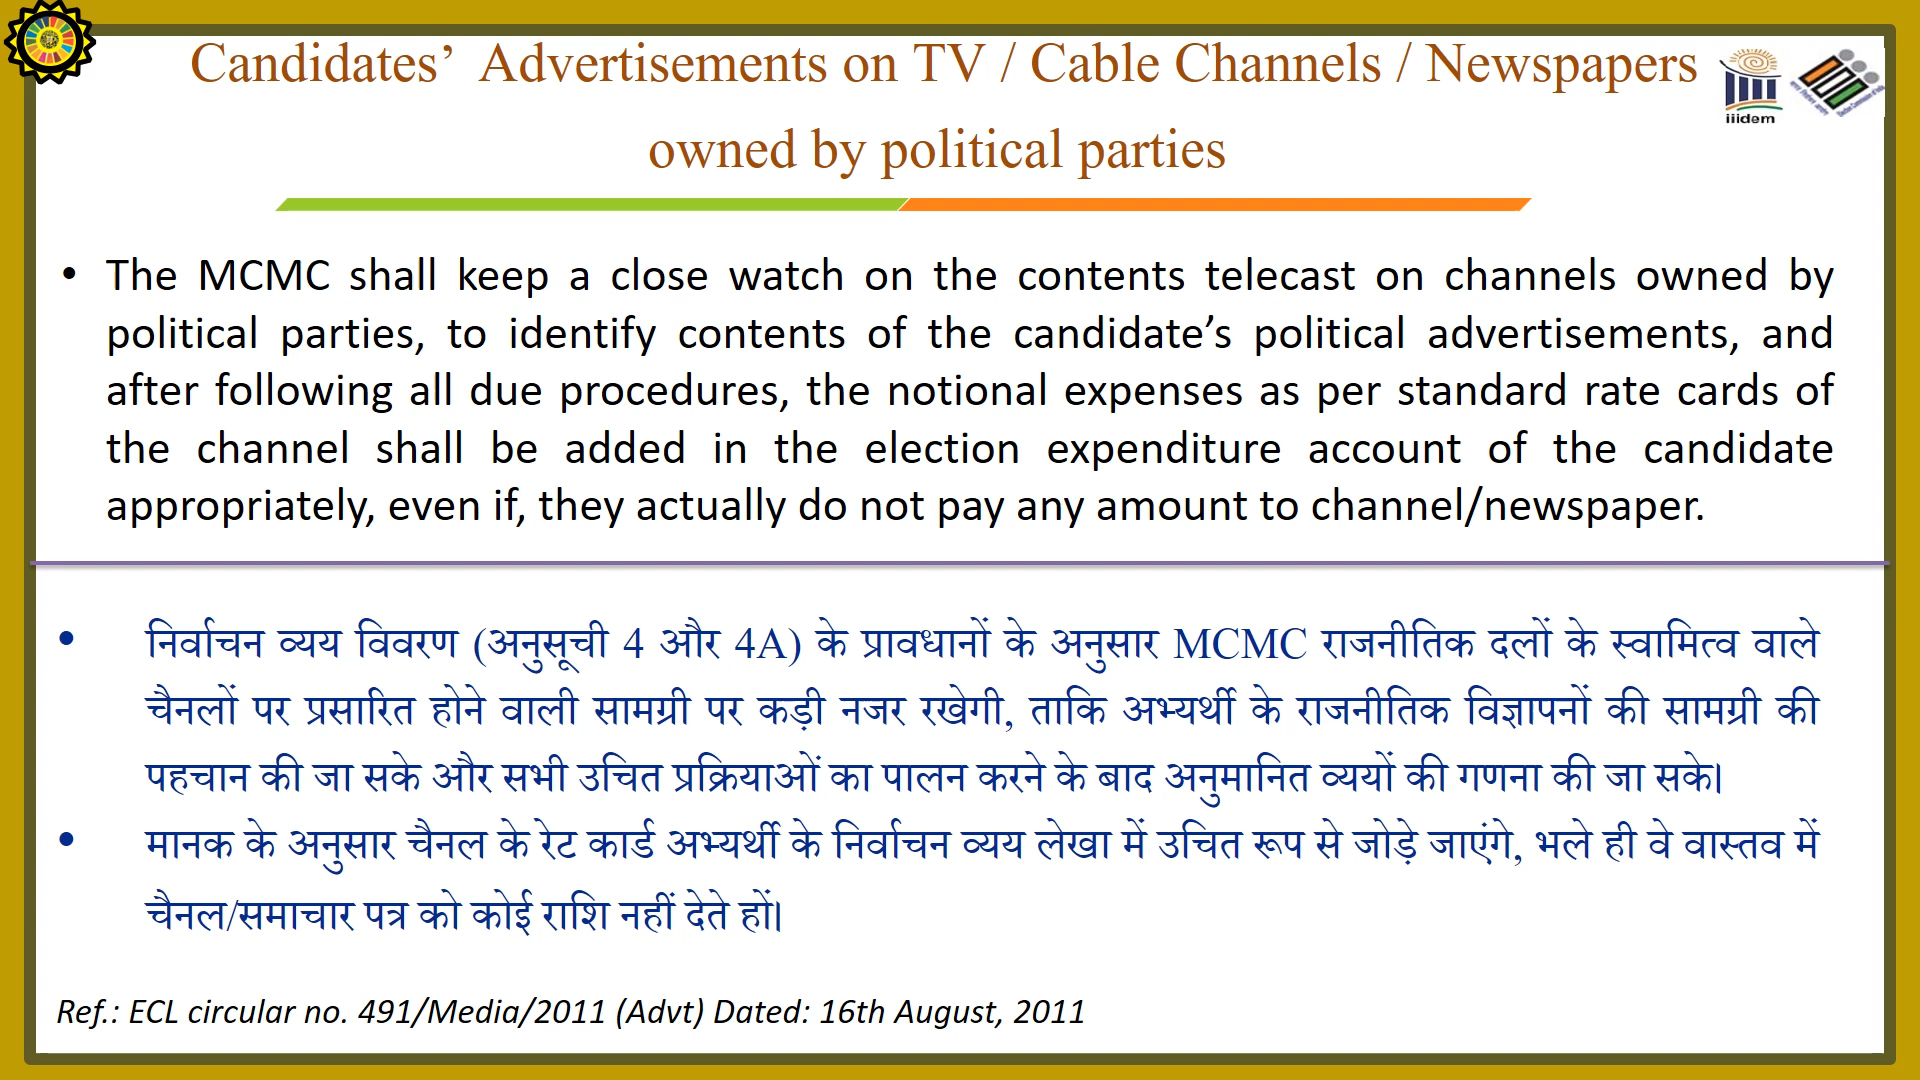 Candidates’ Advertisements on TV / Cable Channels / Newspapers
owned by political parties
iiidem
• The MCMC shall keep a close watch on the contents telecast on channels owned by
political parties, to identify contents of the candidate’s political advertisements, and
after following all due procedures, the notional expenses as per standard rate cards of
the channel shall be added in the election expenditure account of the candidate
appropriately, even if, they actually do not pay any amount to channel/newspaper.
• निर्वाचन व्यय विवरण (अनुसूची 4 और 4A) के प्रावधानों के अनुसार MCMC राजनीतिक दलों के स्वामित्व वाले
चैनलों पर प्रसारित होने वाली सामग्री पर कड़ी नजर रखेगी, ताकि अभ्यर्थी के राजनीतिक विज्ञापनों की सामग्री की
पहचान की जा सके और सभी उचित प्रक्रियाओं का पालन करने के बाद अनुमानित व्ययों की गणना की जा सके।
• मानक के अनुसार चैनल के रेट कार्ड अभ्यर्थी के निर्वाचन व्यय लेखा में उचित रूप से जोड़े जाएंगे, भले ही वे वास्तव में
चैनल/समाचार पत्र को कोई राशि नहीं देते हों।
Ref.: ECL circular no. 491/Media/2011 (Advt) Dated: 16th August, 2011